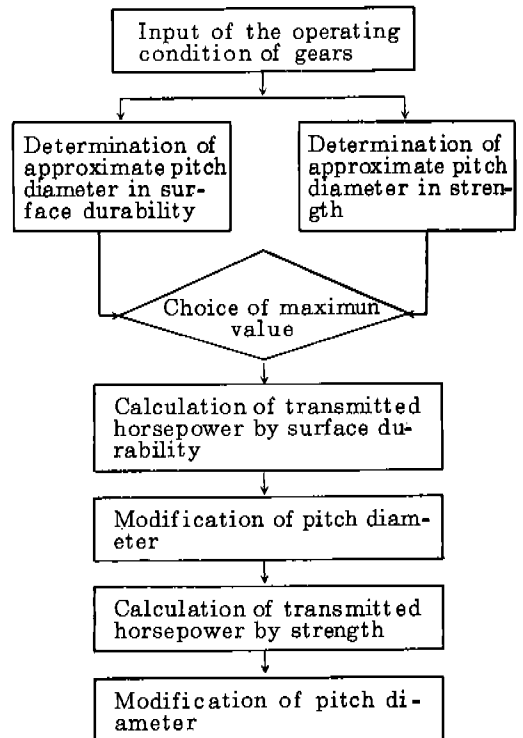 Input of the operating
condition of gears
Determination of
approximate pitch
diameter in sur-
face durability
Determination of
approximate pitch
diameter in stren-
gth
Choice of maximun
value
Calculation of transmitted
horsepower by surface du-
rability
Modification of pitch diam-
eter
Calculation of transmitted
horsepower by strength
Modification of pitch di-
ameter